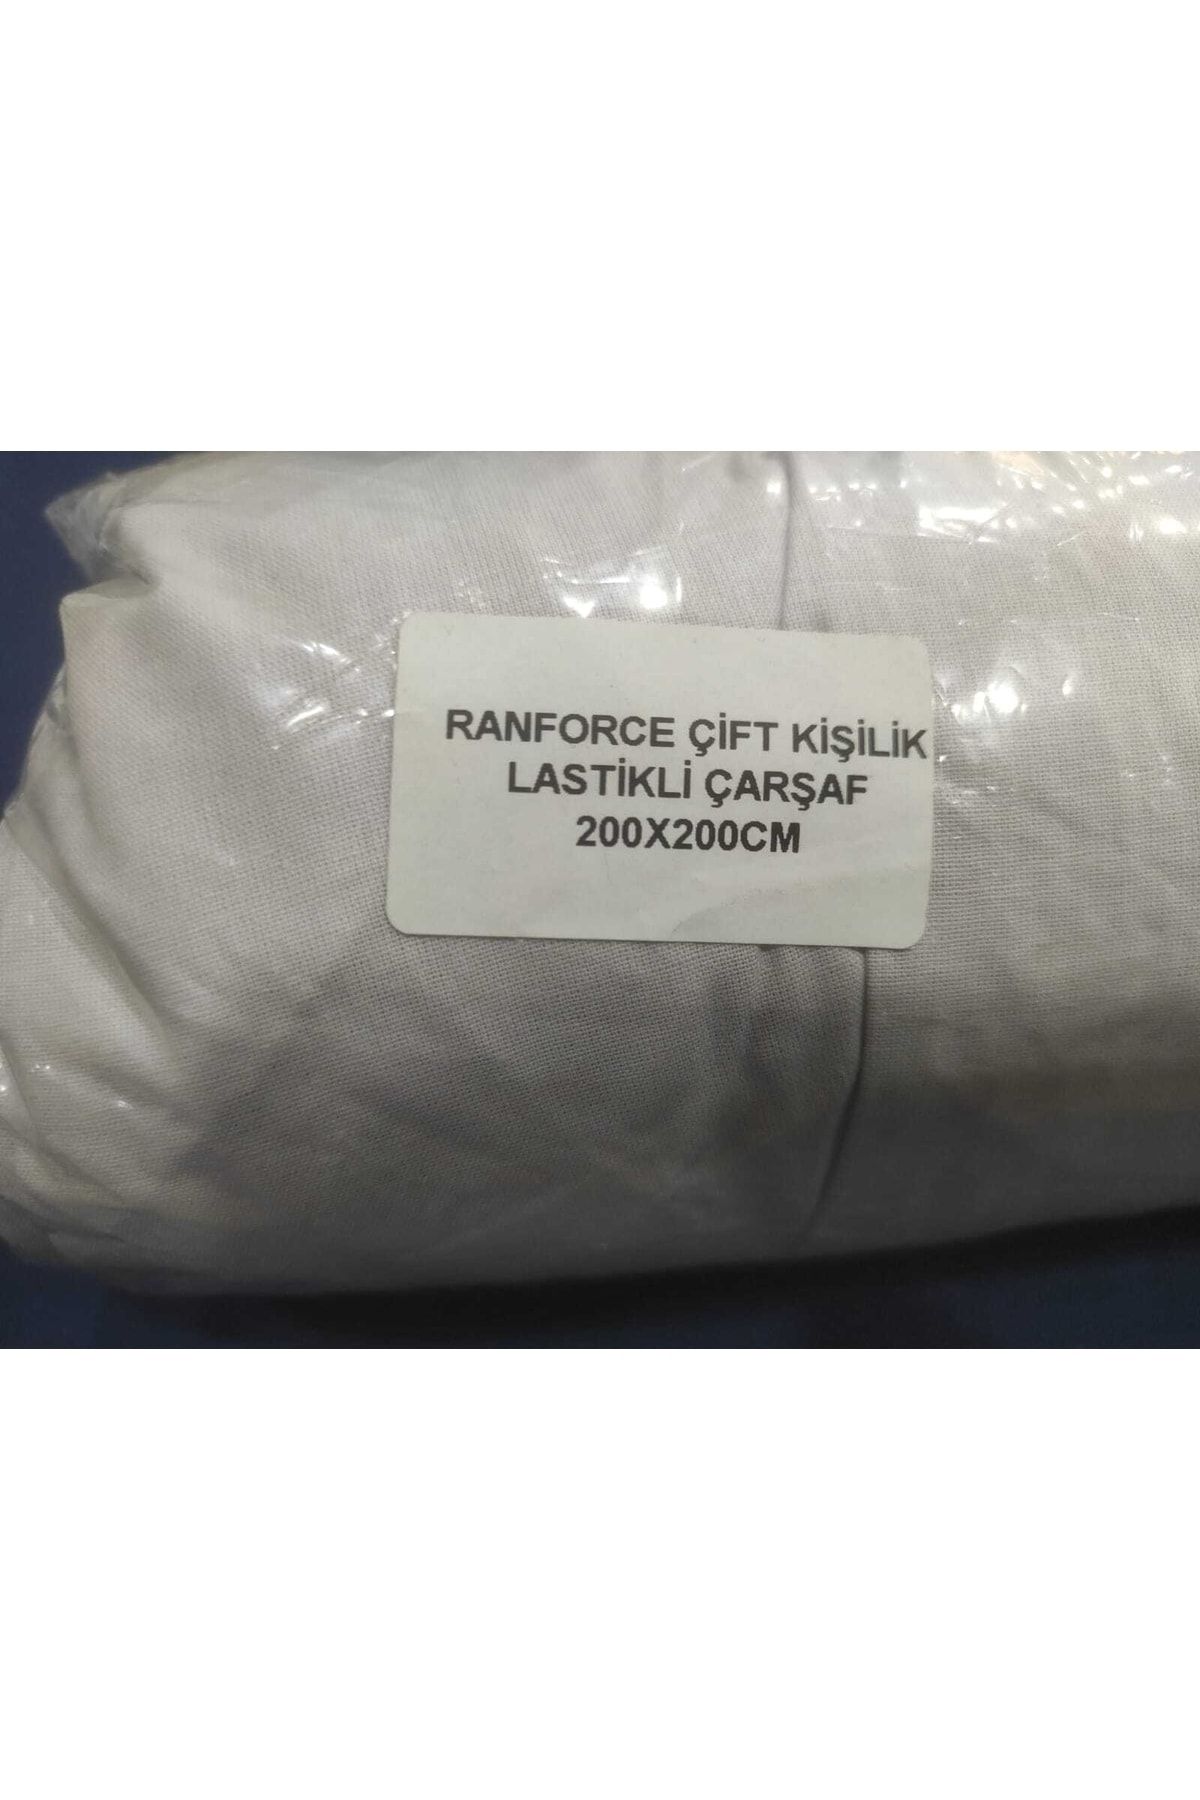 RANFORCE ÇİFT KİŞİLİK
LASTİKLİ ÇARŞAF
200X200CM